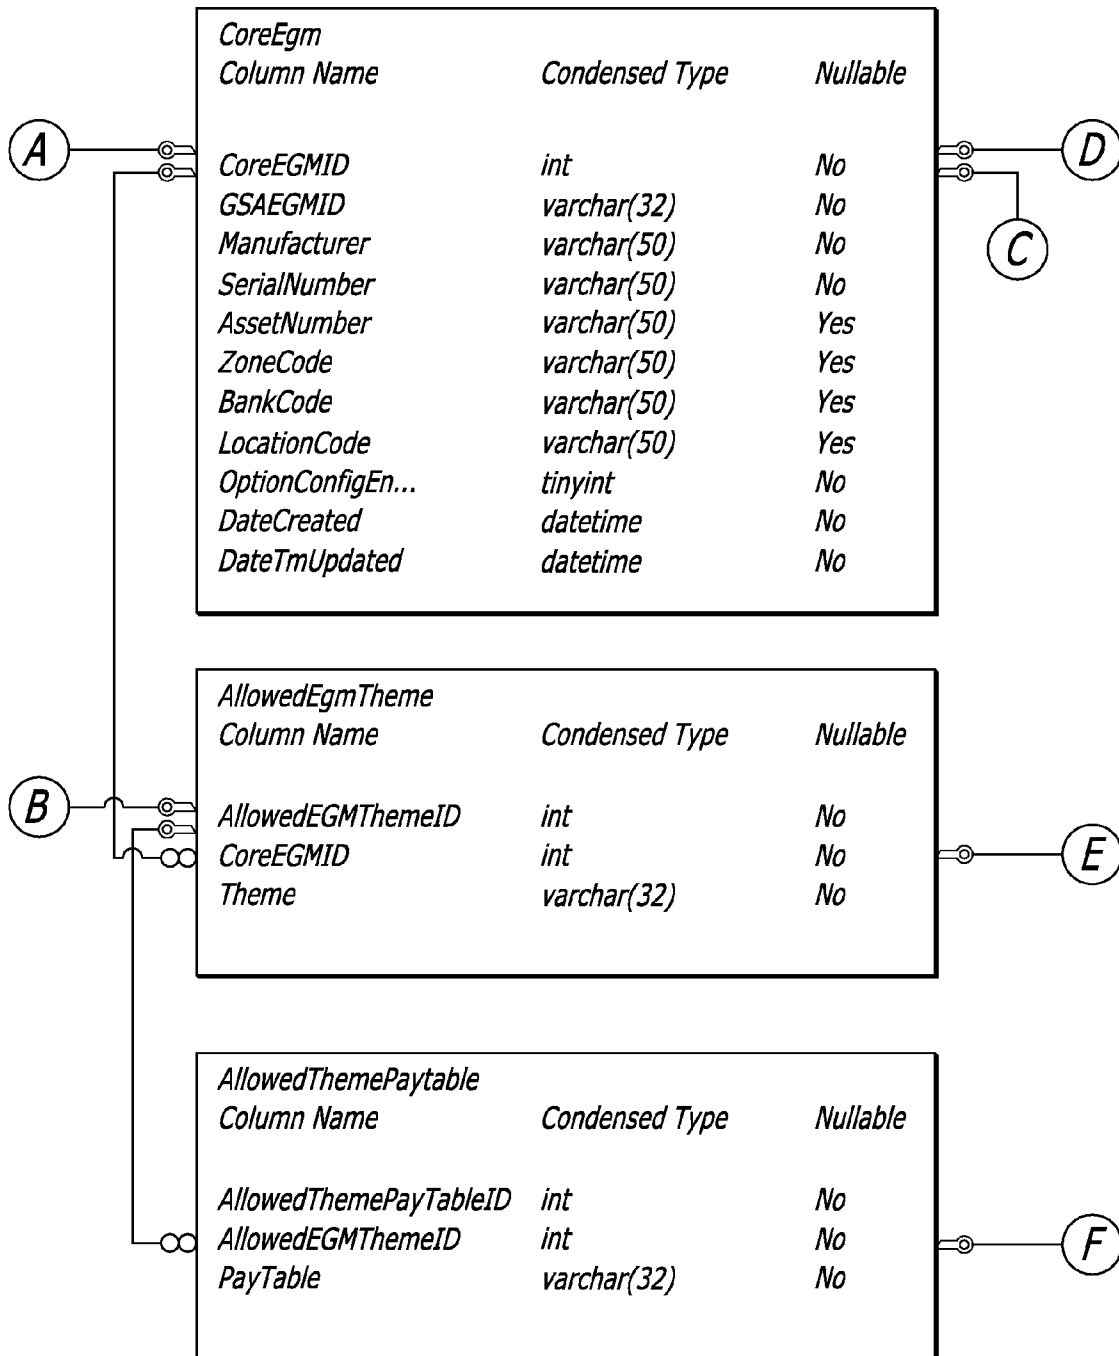 CoreEgm
Column Name Condensed Type Nullable
A
D
CoreEGMID int No
GSAEGMID varchar(32) No
C
Manufacturer varchar(50) No
SerialNumber varchar(50) No
AssetNumber varchar(50) Yes
ZoneCode varchar(50) Yes
BankCode varchar(50) Yes
LocationCode varchar(50) Yes
OptionConfigEn... tinyint No
DateCreated datetime No
DateTmUpdated datetime No
AllowedEgmTheme
Column Name Condensed Type Nullable
B
AllowedEGMThemeID int No
CoreEGMID int No
E
Theme varchar(32) No
AllowedThemePaytable
Column Name Condensed Type Nullable
AllowedThemePayTableID int No
AllowedEGMThemeID int No
F
PayTable varchar(32) No